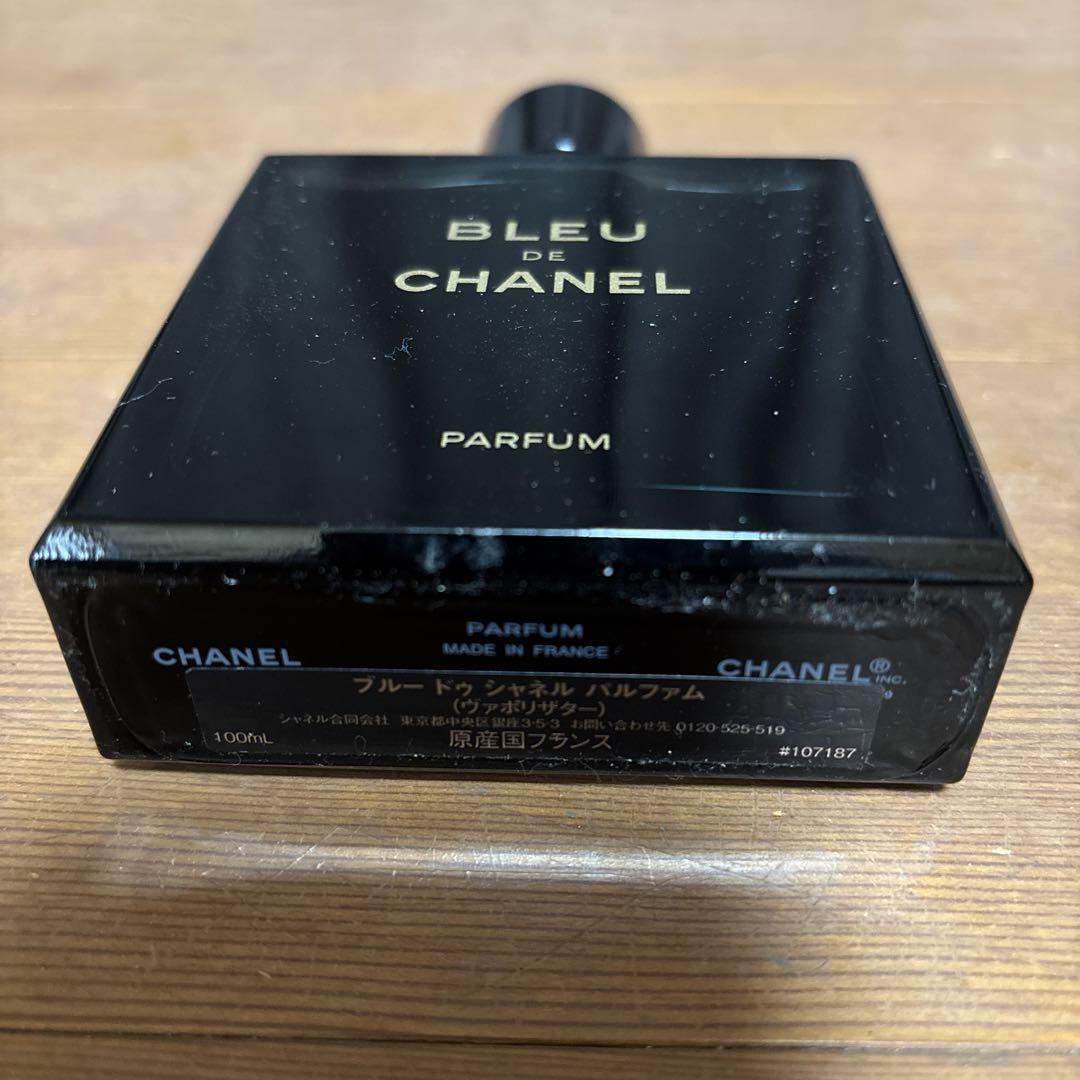 BLEU
DE
CHANEL
PARFUM
PARFUM
MADE IN FRANCE
CHANEL
CHANEL®
INC.
ブルー ドゥ シャネル パルファム
(ヴァポリザター)
シャネル合同会社 東京都中央区銀座3-5-3 お問い合わせ先 0120-525-519
100mL 原産国フランス #107187